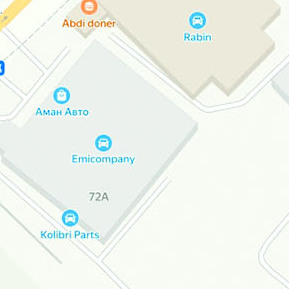 Abdi doner
Rabin
Аман Авто
Emicompany
72A
Kolibri Parts